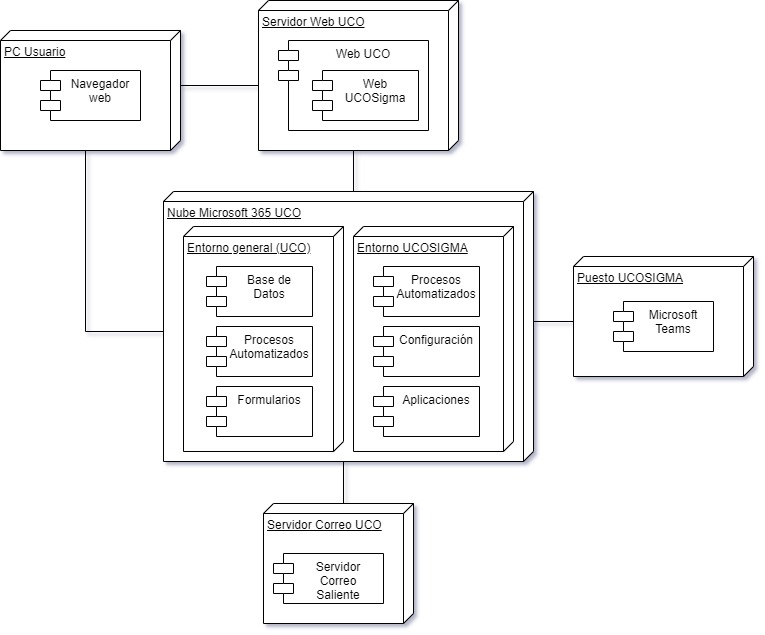 Servidor Web UCO
Web UCO
Web
UCOSigma
PC Usuario
Navegador
web
Nube Microsoft 365 UCO
Entorno general (UCO)
Base de
Datos
Procesos
Automatizados
Formularios
Entorno UCOSIGMA
Procesos
Automatizados
Configuración
Aplicaciones
Puesto UCOSIGMA
Microsoft
Teams
Servidor Correo UCO
Servidor
Correo
Saliente